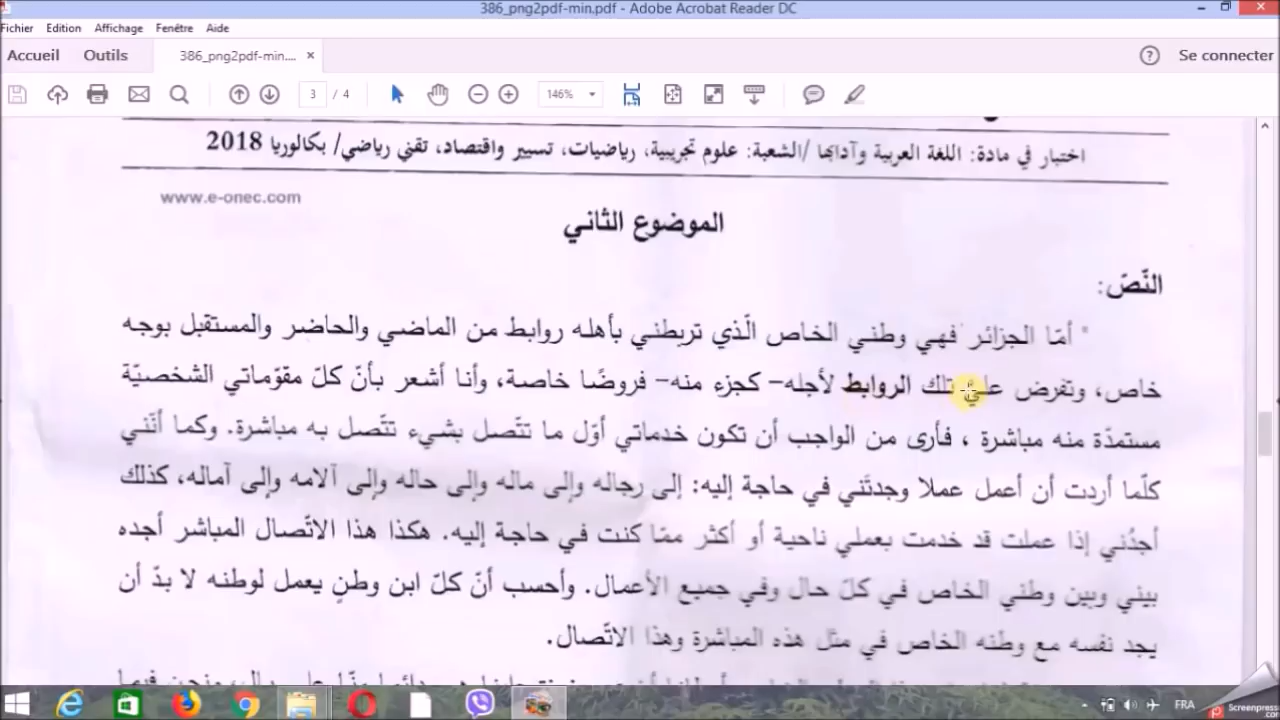 386_png2pdf-min.pdf - Adobe Acrobat Reader DC
Fichier Edition Affichage Fenêtre Aide
Accueil Outils 386_png2pdf-min.... × Se connecter
3 / 4 146%
اختبار في مادة: اللغة العربية وآدابها /الشعبة: علوم تجريبية، رياضيات، تسيير واقتصاد، تقني رياضي/ بكالوريا 2018
www.e-onec.com
الموضوع الثاني
النّصّ:
" أمّا الجزائر فهي وطني الخاص الّذي تربطني بأهله روابط من الماضي والحاضر والمستقبل بوجه
خاص، وتفرض عليّ تلك الروابط لأجله- كجزء منه- فروضًا خاصة، وأنا أشعر بأنّ كلّ مقوّماتي الشخصيّة
مستمدّة منه مباشرة ، فأرى من الواجب أن تكون خدماتي أوّل ما تتّصل بشيء تتّصل به مباشرة. وكما أنّني
كلّما أردت أن أعمل عملا وجدتَني في حاجة إليه: إلى رجاله وإلى ماله وإلى حاله وإلى آلامه وإلى آماله، كذلك
أجدُني إذا عملت قد خدمت بعملي ناحية أو أكثر ممّا كنت في حاجة إليه. هكذا هذا الاتّصال المباشر أجده
بيني وبين وطني الخاص في كلّ حال وفي جميع الأعمال. وأحسب أنّ كلّ ابن وطنٍ يعمل لوطنه لا بدّ أن
يجد نفسه مع وطنه الخاص في مثل هذه المباشرة وهذا الاتّصال.
FR
Screenpress